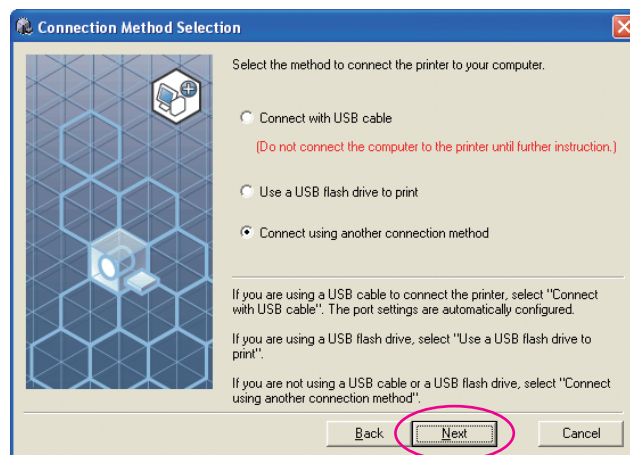 Connection Method Selection
Select the method to connect the printer to your computer.
Connect with USB cable
(Do not connect the computer to the printer until further instruction.)
Use a USB flash drive to print
Connect using another connection method
If you are using a USB cable to connect the printer, select "Connect
with USB cable". The port settings are automatically configured.
If you are using a USB flash drive, select "Use a USB flash drive to
print".
If you are not using a USB cable or a USB flash drive, select "Connect
using another connection method".
Back Next Cancel